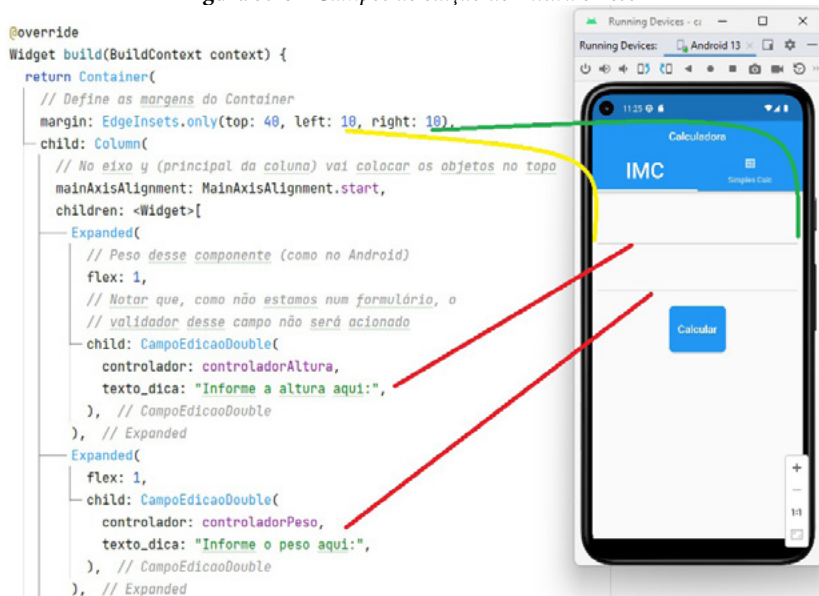 @override
Widget build(BuildContext context) {
return Container(
// Define as margens do Container
margin: EdgeInsets.only(top: 40, left: 10, right: 10),
child: Column(
// No eixo y (principal da coluna) vai colocar os objetos no topo
mainAxisAlignment: MainAxisAlignment.start,
children: <Widget>[
Expanded(
// Peso desse componente (como no Android)
flex: 1,
// Notar que, como não estamos num formulário, o
// validador desse campo não será acionado
child: CampoEdicaoDouble(
controlador: controladorAltura,
texto_dica: "Informe a altura aqui:",
), // CampoEdicaoDouble
), // Expanded
Expanded(
flex: 1,
child: CampoEdicaoDouble(
controlador: controladorPeso,
texto_dica: "Informe o peso aqui:",
), // CampoEdicaoDouble
), // Expanded
Running Devices - ca
Running Devices: Android 13
11:25
Calculadora
IMC
Simples Calc
Calcular
1:1